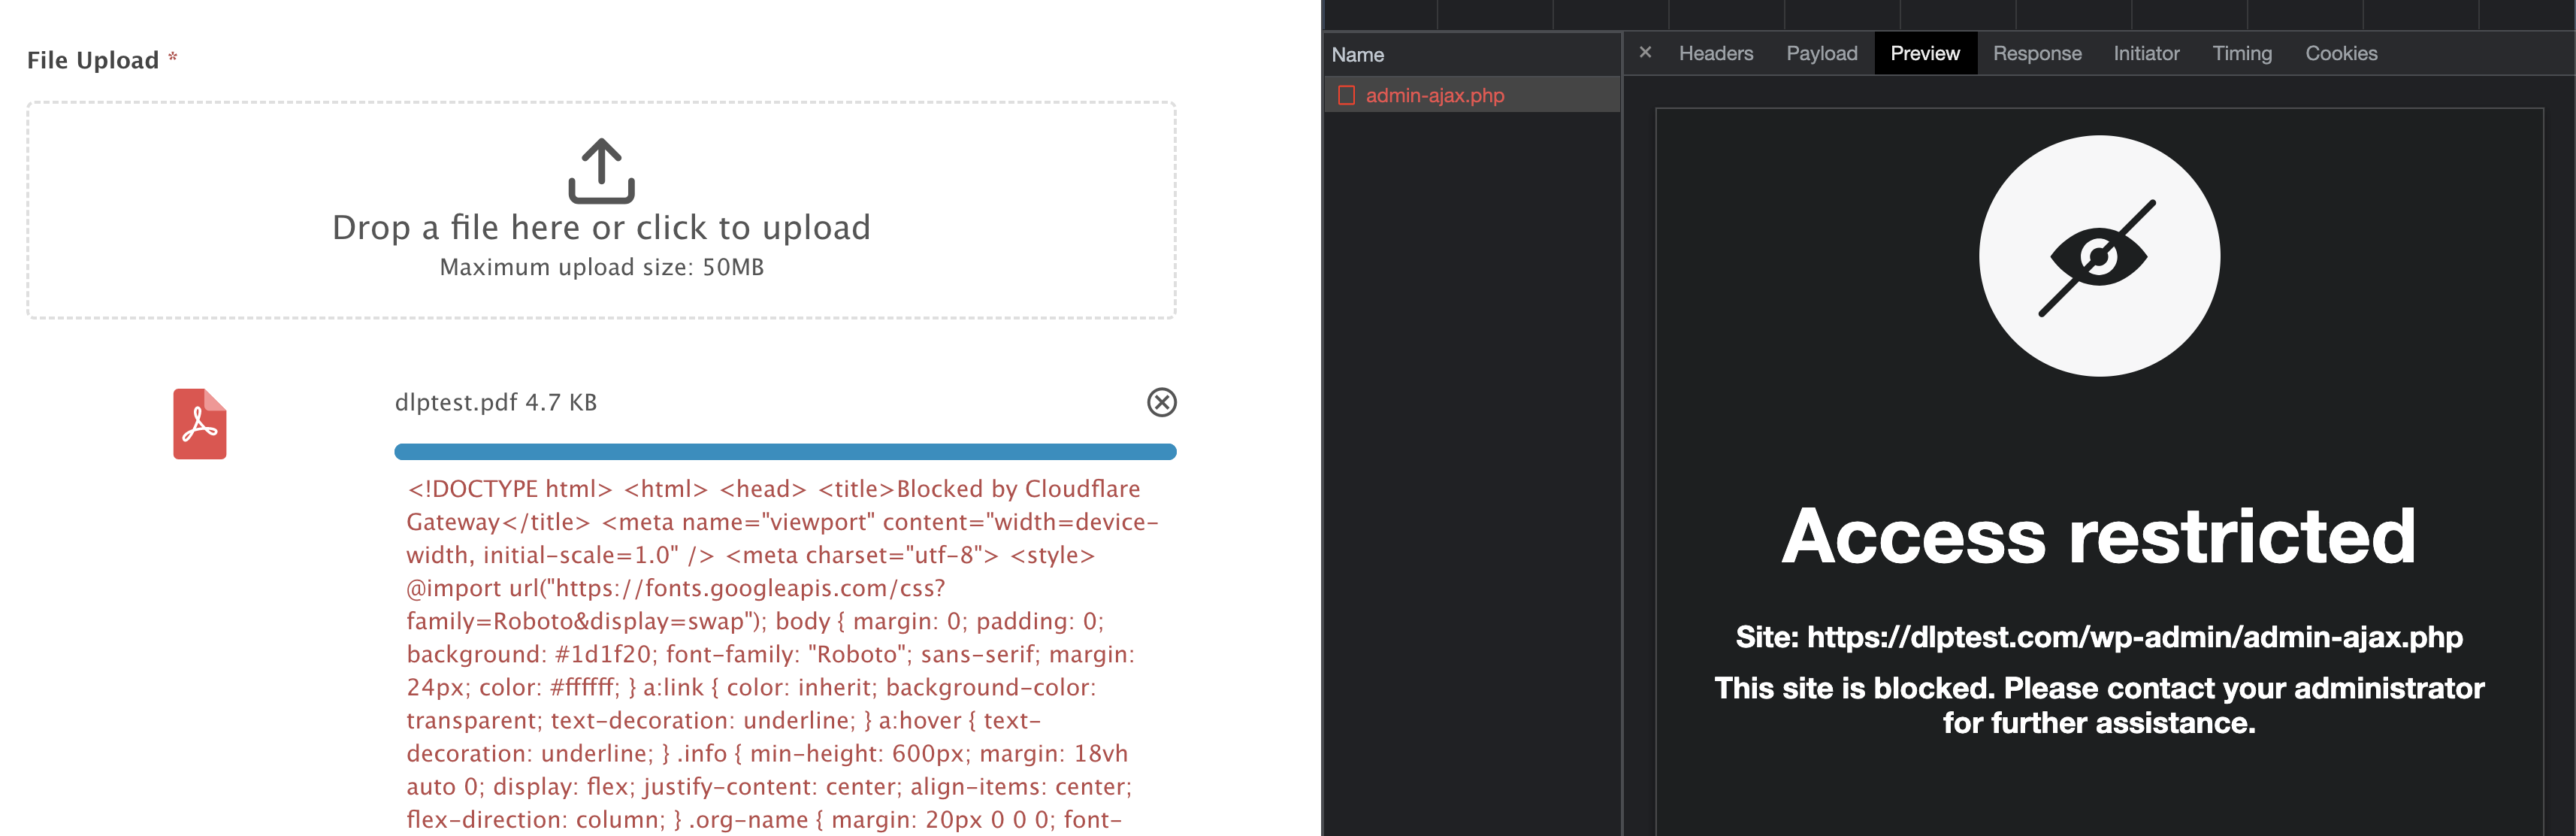 File Upload *
Drop a file here or click to upload
Maximum upload size: 50MB
dlptest.pdf 4.7 KB
<!DOCTYPE html> <html> <head> <title>Blocked by Cloudflare
Gateway</title> <meta name="viewport" content="width=device-
width, initial-scale=1.0" /> <meta charset="utf-8"> <style>
@import url("https://fonts.googleapis.com/css?
family=Roboto&display=swap"); body { margin: 0; padding: 0;
background: #1d1f20; font-family: "Roboto"; sans-serif; margin:
24px; color: #ffffff; } a:link { color: inherit; background-color:
transparent; text-decoration: underline; } a:hover { text-
decoration: underline; } .info { min-height: 600px; margin: 18vh
auto 0; display: flex; justify-content: center; align-items: center;
flex-direction: column; } .org-name { margin: 20px 0 0 0; font-
Name
admin-ajax.php
× Headers Payload Preview Response Initiator Timing Cookies
Access restricted
Site: https://dlptest.com/wp-admin/admin-ajax.php
This site is blocked. Please contact your administrator
for further assistance.